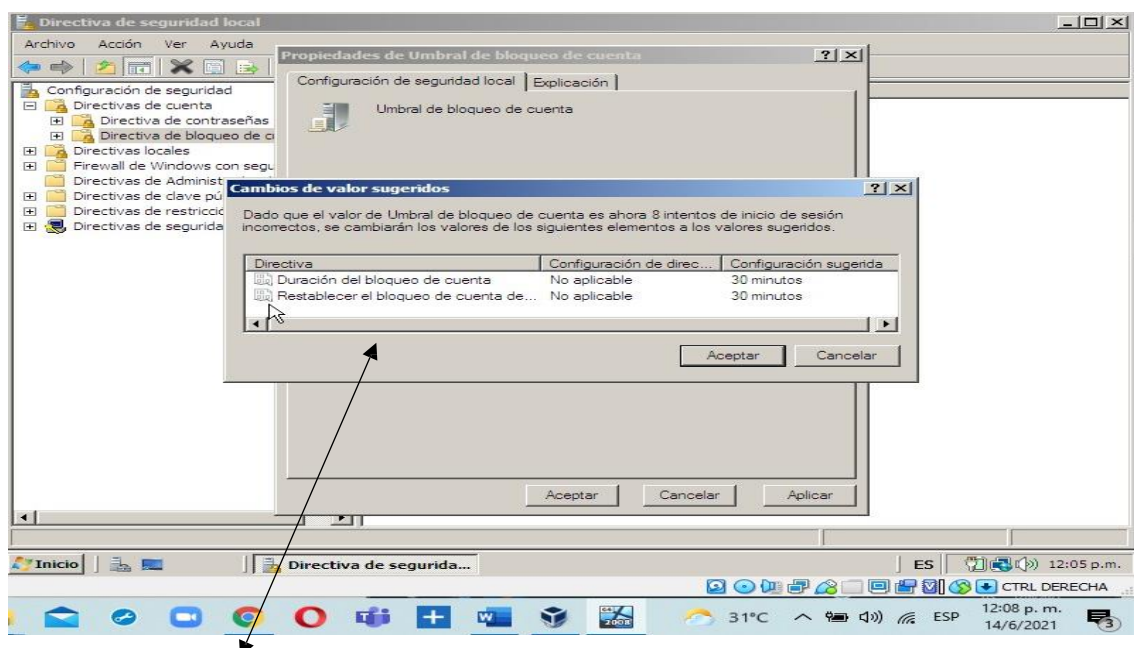 Directiva de seguridad local
Archivo Acción Ver Ayuda
Configuración de seguridad
Directivas de cuenta
Directiva de contraseñas
Directiva de bloqueo de
Directivas locales
Firewall de Windows con segu
Directivas de Administ
Directivas de clave pú
Directivas de restricció
Directivas de segurida
Propiedades de Umbral de bloqueo de cuenta
Configuración de seguridad local Explicación
Umbral de bloqueo de cuenta
Cambios de valor sugeridos
Dado que el valor de Umbral de bloqueo de cuenta es ahora 8 intentos de inicio de sesión
incorrectos, se cambiarán los valores de los siguientes elementos a los valores sugeridos.
Directiva Configuración de direc... Configuración sugerida
Duración del bloqueo de cuenta No aplicable 30 minutos
Restablecer el bloqueo de cuenta de... No aplicable 30 minutos
Aceptar Cancelar
Aceptar Cancelar Aplicar
Inicio Directiva de segurida... ES 12:05 p.m.
CTRL DERECHA
2008 31°C ESP 12:08 p. m.
14/6/2021 3